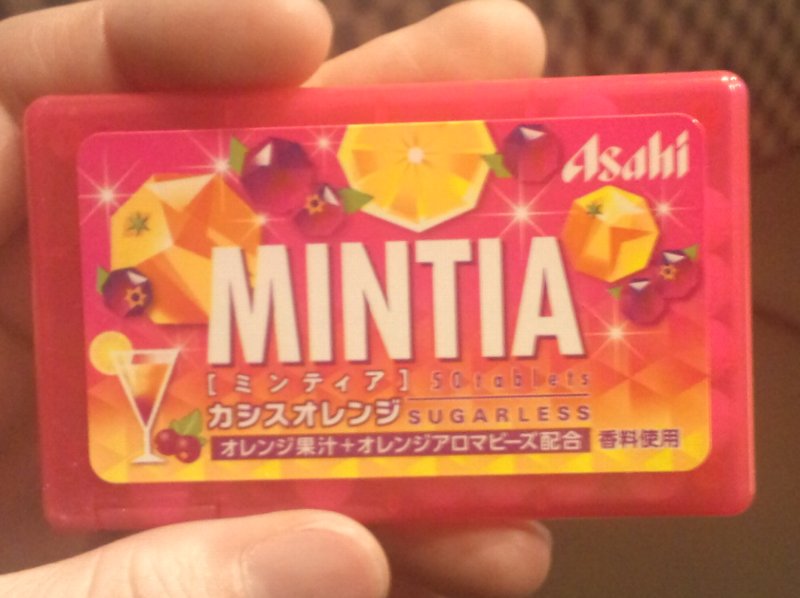 Asahi
MINTIA
[ミンティア] 50tablets
カシスオレンジ SUGARLESS
オレンジ果汁+オレンジアロマビーズ配合 香料使用